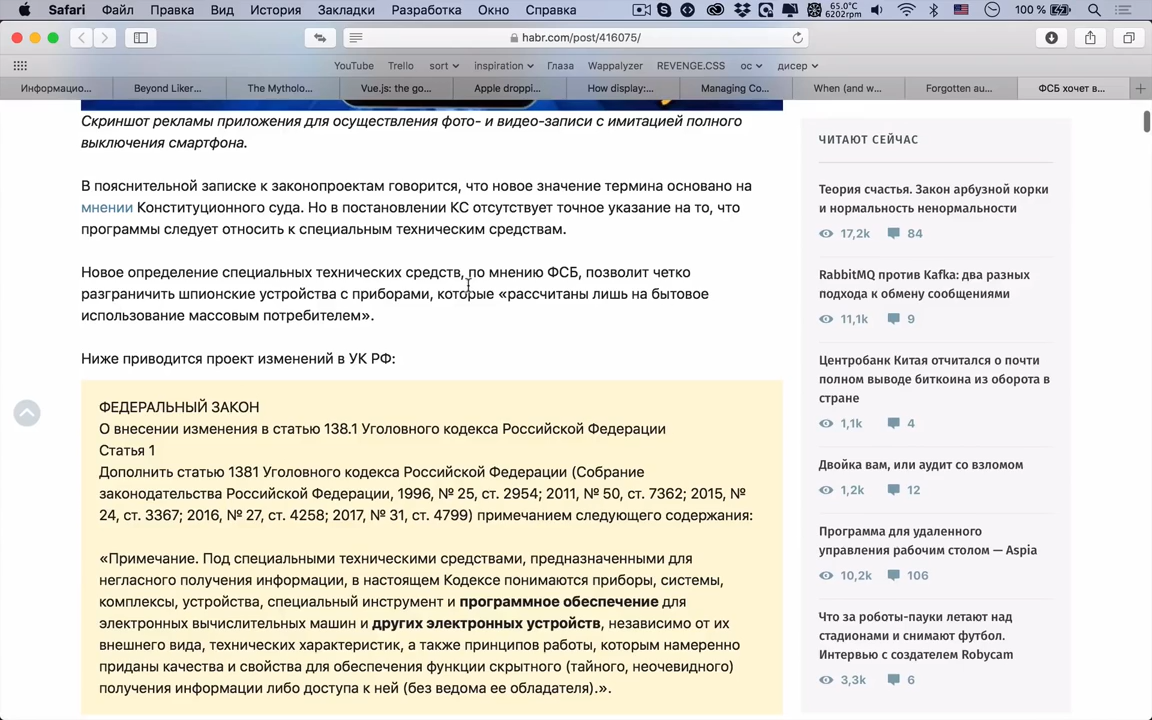 Safari Файл Правка Вид История Закладки Разработка Окно Справка 65.0°C 6202rpm 100 %
habr.com/post/416075/
YouTube Trello sort inspiration Глаза Wappalyzer REVENGE.CSS ос дисер
Информацио... Beyond Liker... The Mytholo... Vue.js: the go... Apple droppi... How display:... Managing Co... When (and w... Forgotten au... ФСБ хочет в...
Скриншот рекламы приложения для осуществления фото- и видео-записи с имитацией полного
выключения смартфона.
В пояснительной записке к законопроектам говорится, что новое значение термина основано на
мнении Конституционного суда. Но в постановлении КС отсутствует точное указание на то, что
программы следует относить к специальным техническим средствам.
Новое определение специальных технических средств, по мнению ФСБ, позволит четко
разграничить шпионские устройства с приборами, которые «рассчитаны лишь на бытовое
использование массовым потребителем».
Ниже приводится проект изменений в УК РФ:
ФЕДЕРАЛЬНЫЙ ЗАКОН
О внесении изменения в статью 138.1 Уголовного кодекса Российской Федерации
Статья 1
Дополнить статью 1381 Уголовного кодекса Российской Федерации (Собрание
законодательства Российской Федерации, 1996, № 25, ст. 2954; 2011, № 50, ст. 7362; 2015, №
24, ст. 3367; 2016, № 27, ст. 4258; 2017, № 31, ст. 4799) примечанием следующего содержания:
«Примечание. Под специальными техническими средствами, предназначенными для
негласного получения информации, в настоящем Кодексе понимаются приборы, системы,
комплексы, устройства, специальный инструмент и программное обеспечение для
электронных вычислительных машин и других электронных устройств, независимо от их
внешнего вида, технических характеристик, а также принципов работы, которым намеренно
приданы качества и свойства для обеспечения функции скрытного (тайного, неочевидного)
получения информации либо доступа к ней (без ведома ее обладателя).».
ЧИТАЮТ СЕЙЧАС
Теория счастья. Закон арбузной корки
и нормальность ненормальности
17,2k 84
RabbitMQ против Kafka: два разных
подхода к обмену сообщениями
11,1k 9
Центробанк Китая отчитался о почти
полном выводе биткоина из оборота в
стране
1,1k 4
Двойка вам, или аудит со взломом
1,2k 12
Программа для удаленного
управления рабочим столом — Aspia
10,2k 106
Что за роботы-пауки летают над
стадионами и снимают футбол.
Интервью с создателем Robycam
3,3k 6